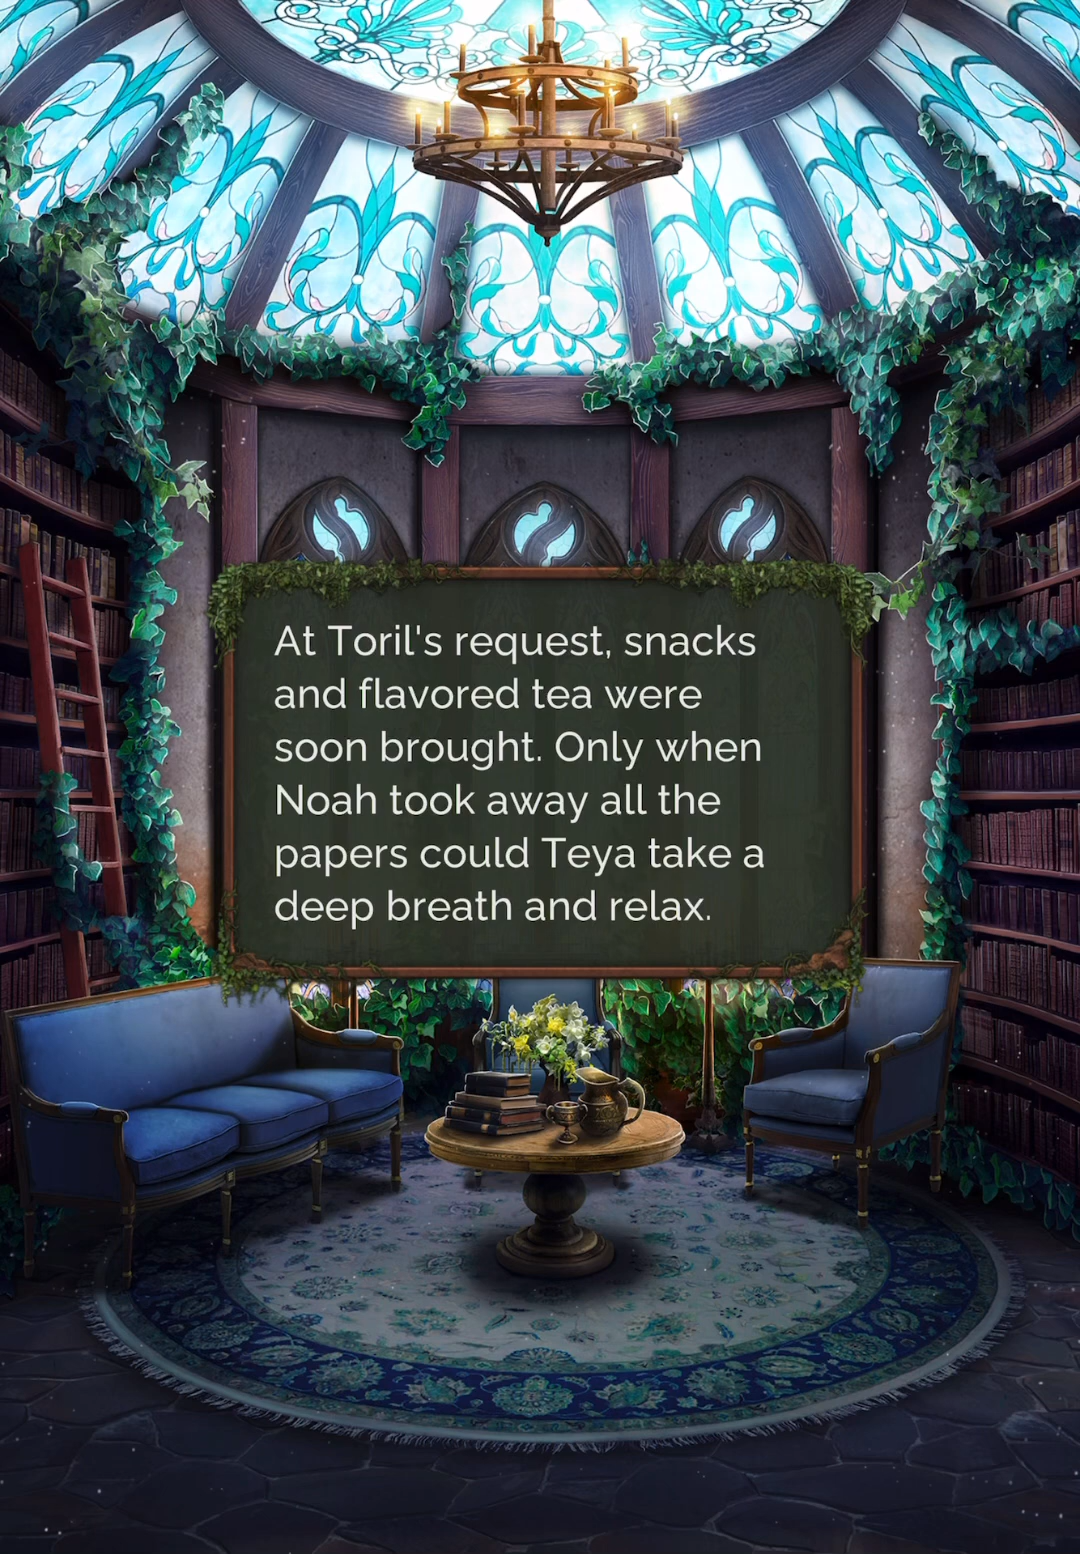 At Toril's request, snacks
and flavored tea were
soon brought. Only when
Noah took away all the
papers could Teya take a
deep breath and relax.